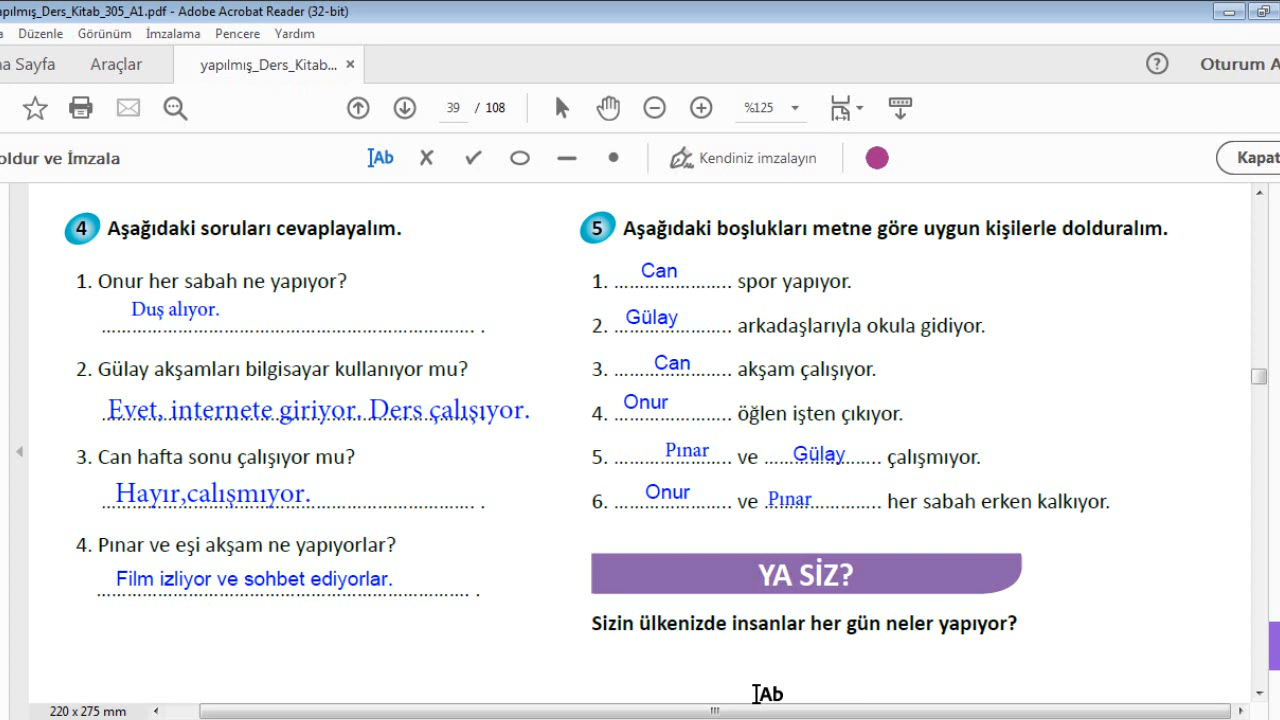 apılmış_Ders_Kitab_305_A1.pdf - Adobe Acrobat Reader (32-bit)
Düzenle Görünüm İmzalama Pencere Yardım
a Sayfa Araçlar yapılmış_Ders_Kitab... × ? Oturum A
39 / 108 %125
oldur ve İmzala Ab Kendiniz imzalayın Kapat
4 Aşağıdaki soruları cevaplayalım.
1. Onur her sabah ne yapıyor?
Duş alıyor.
2. Gülay akşamları bilgisayar kullanıyor mu?
Evet, internete giriyor. Ders çalışıyor.
3. Can hafta sonu çalışıyor mu?
Hayır,calışmıyor.
4. Pınar ve eşi akşam ne yapıyorlar?
Film izliyor ve sohbet ediyorlar.
5 Aşağıdaki boşlukları metne göre uygun kişilerle dolduralım.
1. Can spor yapıyor.
2. Gülay arkadaşlarıyla okula gidiyor.
3. Can akşam çalışıyor.
4. Onur öğlen işten çıkıyor.
5. Pınar ve Gülay çalışmıyor.
6. Onur ve Pınar her sabah erken kalkıyor.
YA SİZ?
Sizin ülkenizde insanlar her gün neler yapıyor?
Ab
220 x 275 mm